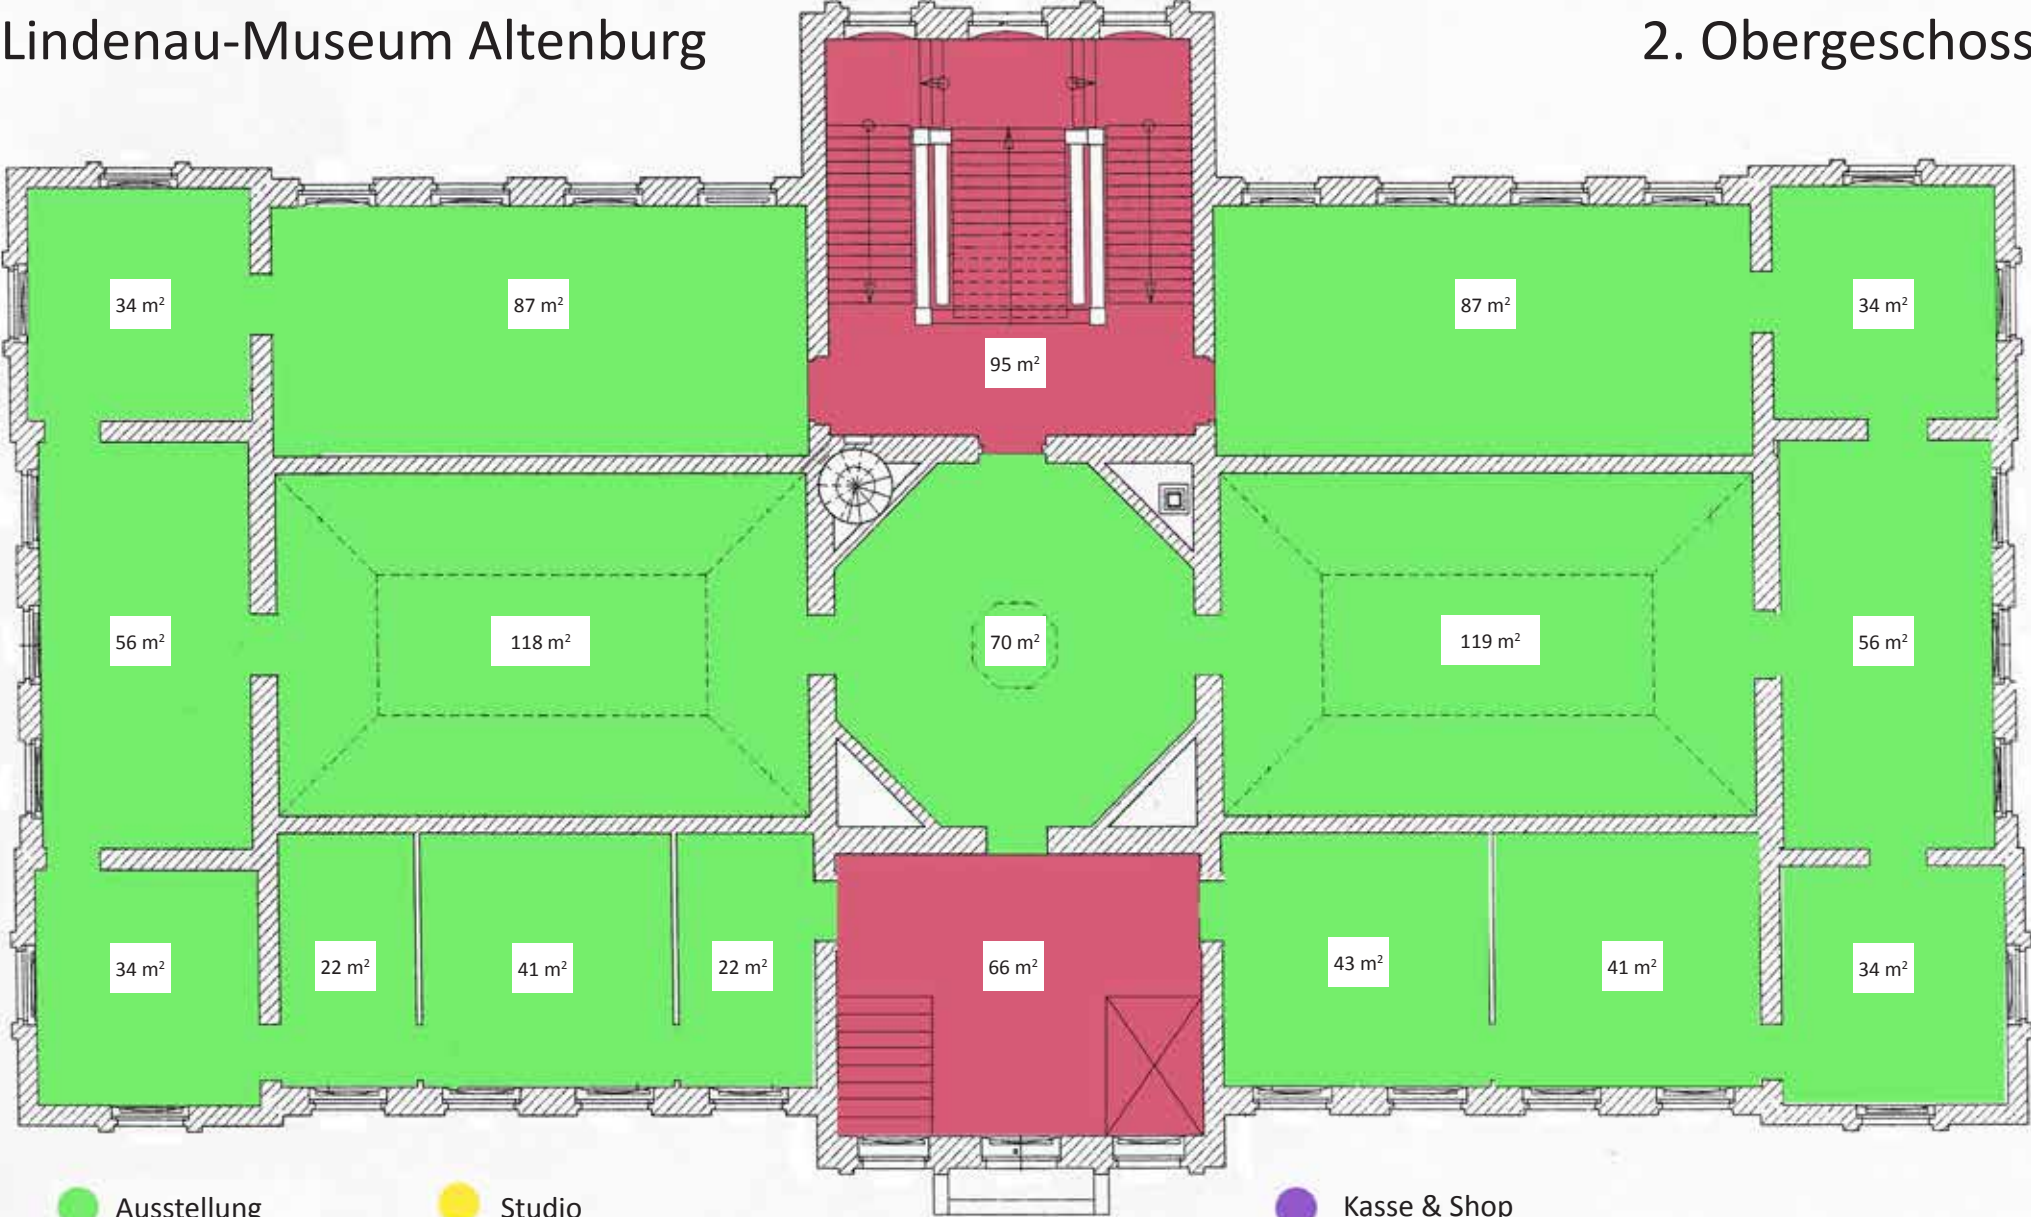 Lindenau-Museum Altenburg
2. Obergeschoss
34 m²
87 m²
95 m²
87 m²
34 m²
56 m²
118 m²
70 m²
119 m²
56 m²
34 m²
22 m²
41 m²
22 m²
66 m²
43 m²
41 m²
34 m²
Ausstellung
Studio
Kasse & Shop